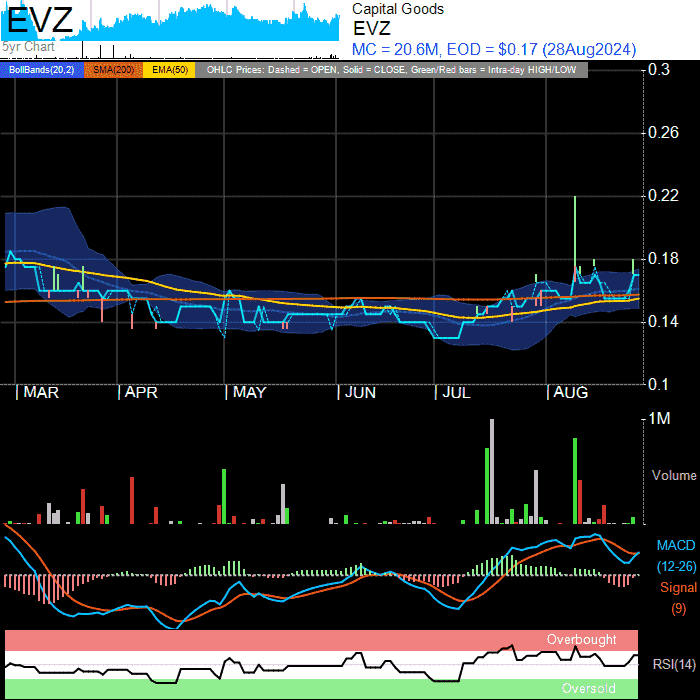 EVZ
5yr Chart
Capital Goods
EVZ
MC = 20.6M, EOD = $0.17 (28Aug2024)
BollBands(20,2) SMA(200) EMA(50) OHLC Prices: Dashed = OPEN, Solid = CLOSE, Green/Red bars = Intra-day HIGH/LOW
0.3
0.26
0.22
0.18
0.14
0.1
MAR APR MAY JUN JUL AUG
1M
Volume
MACD
(12-26)
Signal
(9)
Overbought
RSI(14)
Oversold